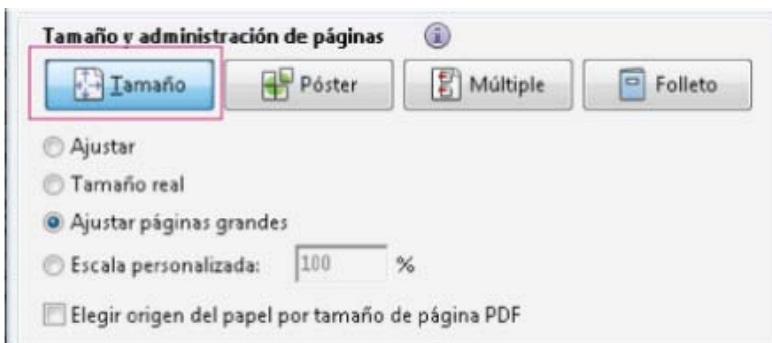 Tamaño y administración de páginas
Tamaño Póster Múltiple Folleto
Ajustar
Tamaño real
Ajustar páginas grandes
Escala personalizada: 100 %
Elegir origen del papel por tamaño de página PDF